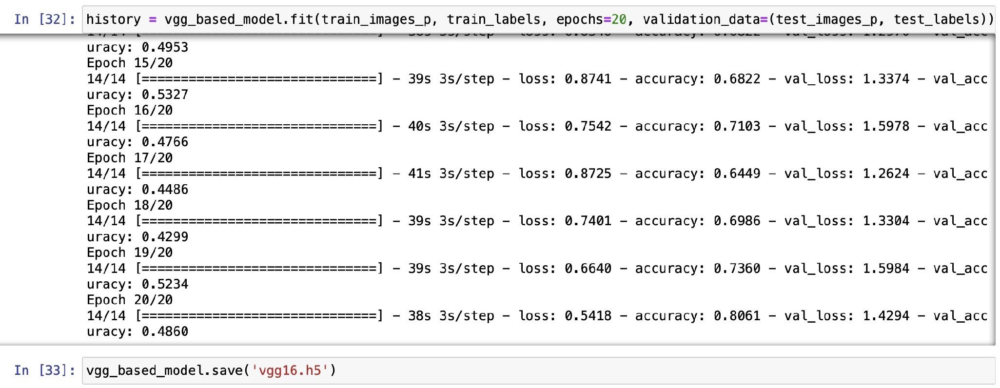 In [32]: history = vgg_based_model.fit(train_images_p, train_labels, epochs=20, validation_data=(test_images_p, test_labels))
uracy: 0.4953
Epoch 15/20
14/14 [==============================] - 39s 3s/step - loss: 0.8741 - accuracy: 0.6822 - val_loss: 1.3374 - val_acc
uracy: 0.5327
Epoch 16/20
14/14 [==============================] - 40s 3s/step - loss: 0.7542 - accuracy: 0.7103 - val_loss: 1.5978 - val_acc
uracy: 0.4766
Epoch 17/20
14/14 [==============================] - 41s 3s/step - loss: 0.8725 - accuracy: 0.6449 - val_loss: 1.2624 - val_acc
uracy: 0.4486
Epoch 18/20
14/14 [==============================] - 39s 3s/step - loss: 0.7401 - accuracy: 0.6986 - val_loss: 1.3304 - val_acc
uracy: 0.4299
Epoch 19/20
14/14 [==============================] - 39s 3s/step - loss: 0.6640 - accuracy: 0.7360 - val_loss: 1.5984 - val_acc
uracy: 0.5234
Epoch 20/20
14/14 [==============================] - 38s 3s/step - loss: 0.5418 - accuracy: 0.8061 - val_loss: 1.4294 - val_acc
uracy: 0.4860
In [33]: vgg_based_model.save('vgg16.h5')